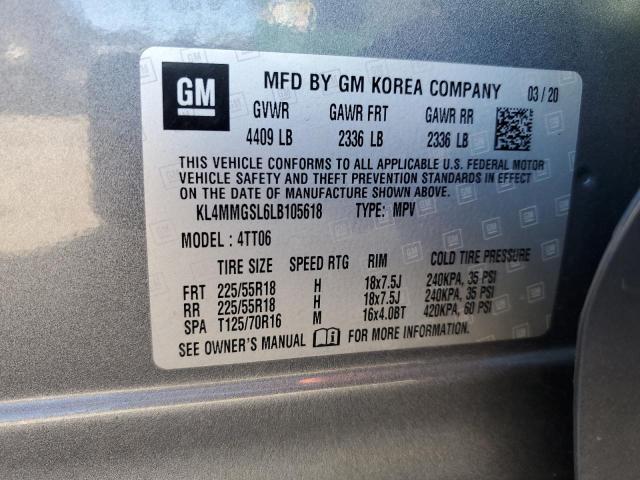 GM MFD BY GM KOREA COMPANY 03 / 20
GVWR GAWR FRT GAWR RR
4409 LB 2336 LB 2336 LB
THIS VEHICLE CONFORMS TO ALL APPLICABLE U.S. FEDERAL MOTOR
VEHICLE SAFETY AND THEFT PREVENTION STANDARDS IN EFFECT
ON THE DATE OF MANUFACTURE SHOWN ABOVE.
KL4MMGSL6LB105618 TYPE: MPV
MODEL : 4TT06
TIRE SIZE SPEED RTG RIM COLD TIRE PRESSURE
FRT 225/55R18 H 18x7.5J 240KPA, 35 PSI
RR 225/55R18 H 18x7.5J 240KPA, 35 PSI
SPA T125/70R16 M 16x4.0BT 420KPA, 60 PSI
SEE OWNER'S MANUAL FOR MORE INFORMATION.